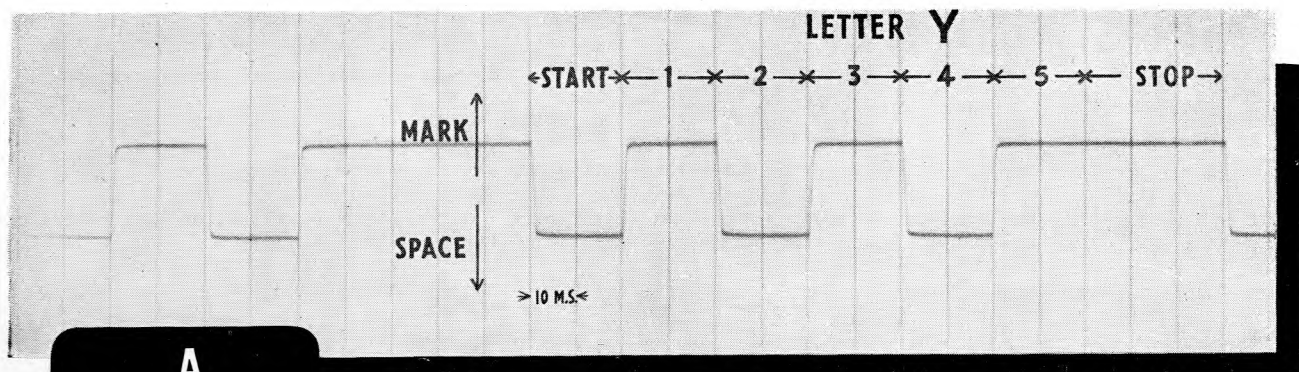 LETTER Y
START 1 2 3 4 5 STOP
MARK
SPACE
10 M.S.
A